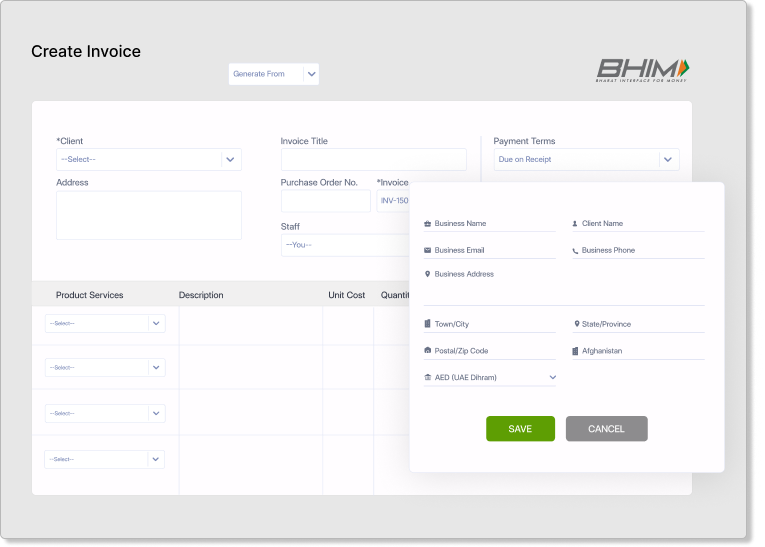 Create Invoice
Generate From
BHIM
BHARAT INTERFACE FOR MONEY
*Client
--Select--
Address
Invoice Title
Purchase Order No.
*Invoice
INV-150
Staff
--You--
Payment Terms
Due on Receipt
Product Services
Description
Unit Cost
Quantit
--Select--
--Select--
--Select--
--Select--
Business Name
Client Name
Business Email
Business Phone
Business Address
Town/City
State/Province
Postal/Zip Code
Afghanistan
AED (UAE Dihram)
SAVE
CANCEL